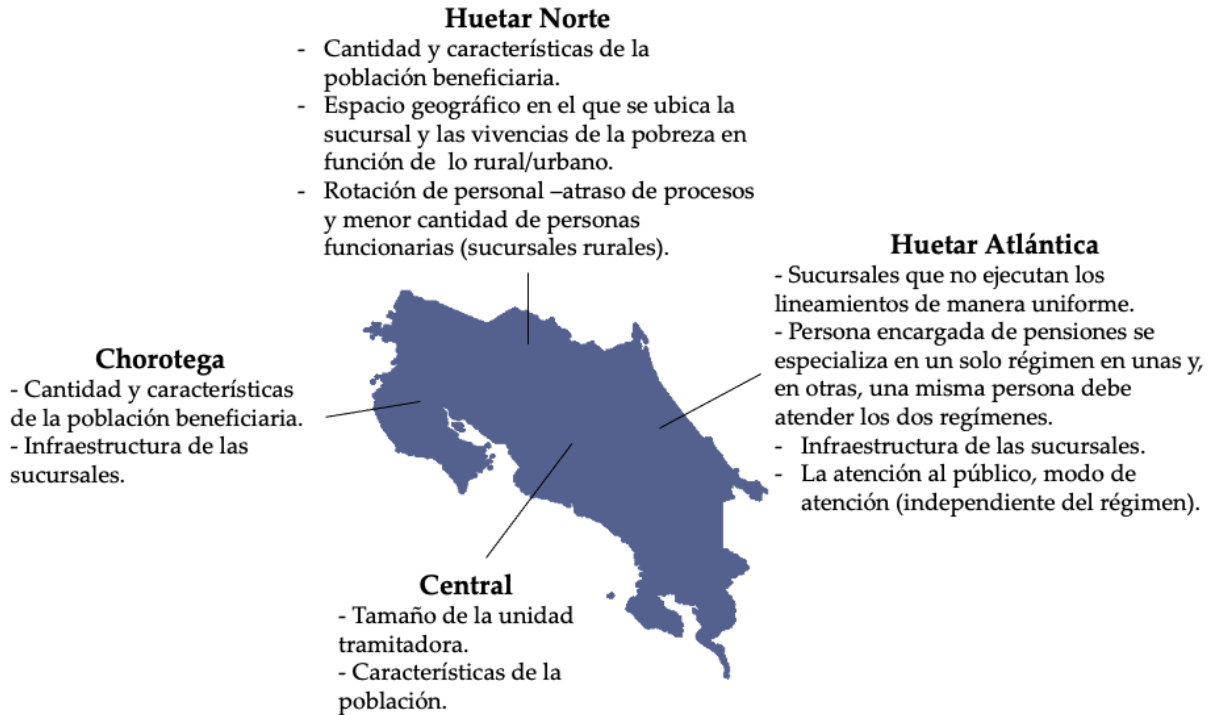 Huetar Norte
- Cantidad y características de la
población beneficiaria.
- Espacio geográfico en el que se ubica la
sucursal y las vivencias de la pobreza en
función de lo rural/urbano.
- Rotación de personal –atraso de procesos
y menor cantidad de personas
funcionarias (sucursales rurales).
Huetar Atlántica
- Sucursales que no ejecutan los
lineamientos de manera uniforme.
- Persona encargada de pensiones se
especializa en un solo régimen en unas y,
en otras, una misma persona debe
atender los dos regímenes.
- Infraestructura de las sucursales.
- La atención al público, modo de
atención (independiente del régimen).
Chorotega
- Cantidad y características
de la población beneficiaria.
- Infraestructura de las
sucursales.
Central
- Tamaño de la unidad
tramitadora.
- Características de la
población.